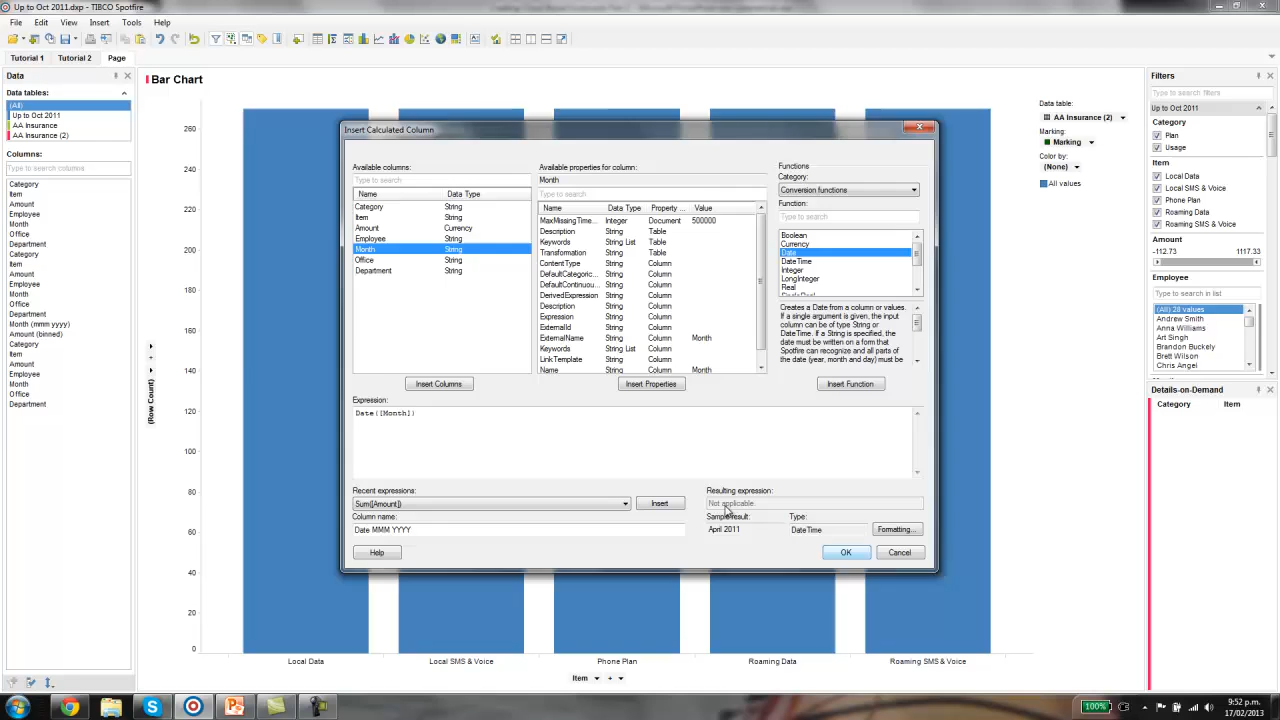 Up to Oct 2011.dxp - TIBCO Spotfire
File Edit View Insert Tools Help
Tutorial 1 Tutorial 2 Page
Data
Data tables:
(All)
Up to Oct 2011
AA Insurance
AA Insurance (2)
Columns:
Type here to search columns
Category
Item
Amount
Employee
Month
Office
Department
Category
Item
Amount
Employee
Month
Office
Department
Month (mmm yyyy)
Amount (binned)
Category
Item
Amount
Employee
Month
Office
Department
Bar Chart
260
240
220
200
180
160
140
120
100
80
60
40
20
0
(Row Count)
Local Data Local SMS & Voice Phone Plan Roaming Data Roaming SMS & Voice
Item
Insert Calculated Column
Available columns:
Type to search
Name Data Type
Category String
Item String
Amount Currency
Employee String
Month String
Office String
Department String
Insert Columns
Available properties for column:
Month
Type to search
Name Data Type Property ... Value
MaxMissingTime... Integer Document 500000
Description String Table
Keywords String List Table
Transformation String Table
ContentType String Column
DefaultCategoric... String Column
DefaultContinuou... String Column
DerivedExpression String Column
Description String Column
Expression String Column
ExternalId String Column
ExternalName String Column Month
Keywords String List Column
LinkTemplate String Column
Name String Column Month
Insert Properties
Functions
Category:
Conversion functions
Function:
Type to search
Boolean
Currency
Date
DateTime
Integer
LongInteger
Real
Creates a Date from a column or values.
If a single argument is given, the input
column can be of type String or
DateTime. If a String is specified, the
date must be written on a form that
Spotfire can recognize and all parts of
the date (year, month and day) must be
Insert Function
Expression:
Date([Month])
Recent expressions:
Sum([Amount])
Insert
Column name:
Date MMM YYYY
Resulting expression:
Not applicable.
Sample result: Type:
April 2011 DateTime
Formatting...
Help OK Cancel
Data table:
AA Insurance (2)
Marking:
Marking
Color by:
(None)
All values
Filters
Type to search filters
Up to Oct 2011
Category
Plan
Usage
Item
Local Data
Local SMS & Voice
Phone Plan
Roaming Data
Roaming SMS & Voice
Amount
-112.73 1117.33
Employee
Type to search in list
(All) 28 values
Andrew Smith
Anna Williams
Art Singh
Brandon Buckely
Brett Wilson
Chris Angel
Details-on-Demand
Category Item
100%
9:52 p.m.
17/02/2013